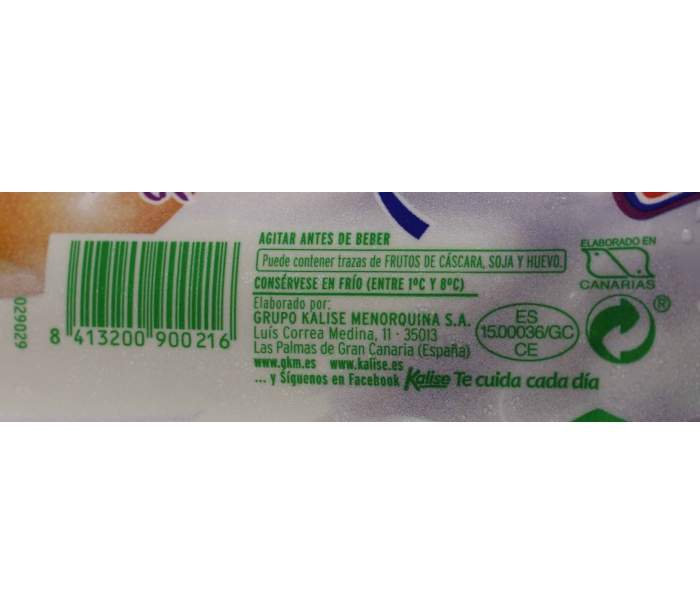 AGITAR ANTES DE BEBER
Puede contener trazas de FRUTOS DE CÁSCARA, SOJA Y HUEVO.
CONSÉRVESE EN FRÍO (ENTRE 1ºC Y 8ºC)
Elaborado por:
GRUPO KALISE MENORQUINA S.A.
Luís Correa Medina, 11 · 35013
Las Palmas de Gran Canaria (España)
www.gkm.es www.kalise.es
... y Síguenos en Facebook Kalise Te cuida cada día
ES
15.00036/GC
CE
ELABORADO EN
CANARIAS
®
8 413200 900216
029029